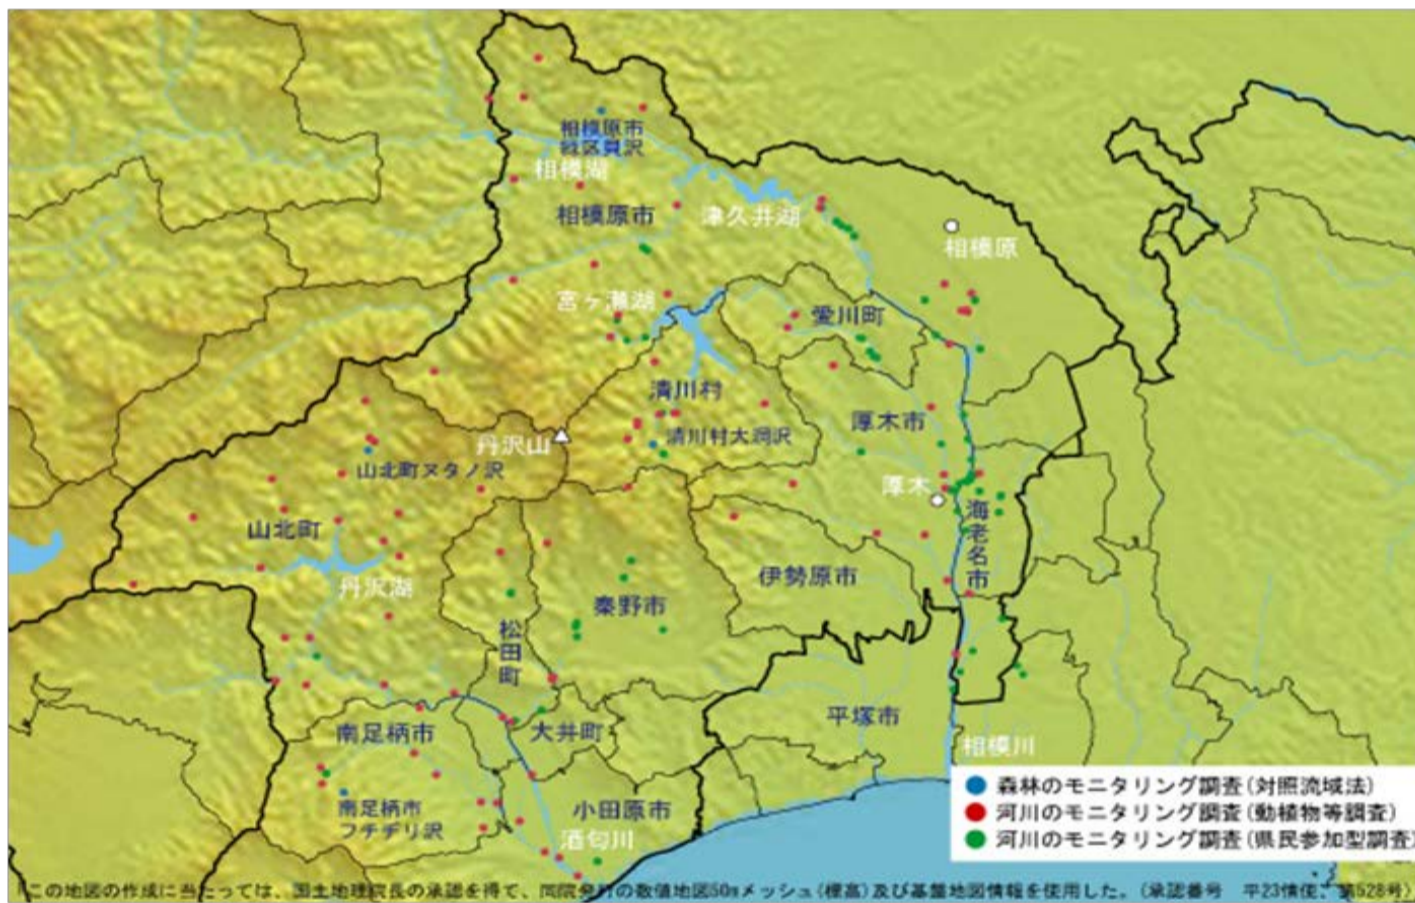 相模原市
緑区貝沢
相模湖
相模原市
津久井湖
相模原
宮ヶ瀬湖
愛川町
清川村
厚木市
丹沢山
清川村大洞沢
山北町ヌタノ沢
厚木
山北町
海老名市
伊勢原市
丹沢湖
秦野市
松田町
平塚市
南足柄市
大井町
相模川
森林のモニタリング調査(対照流域法)
南足柄市
フチヂリ沢
小田原市
河川のモニタリング調査(動植物等調査)
酒匂川
河川のモニタリング調査(県民参加型調査)
この地図の作成に当たっては、国土地理院長の承認を得て、同院発行の数値地図50mメッシュ(標高)及び基盤地図情報を使用した。(承認番号 平23情使、第528号)